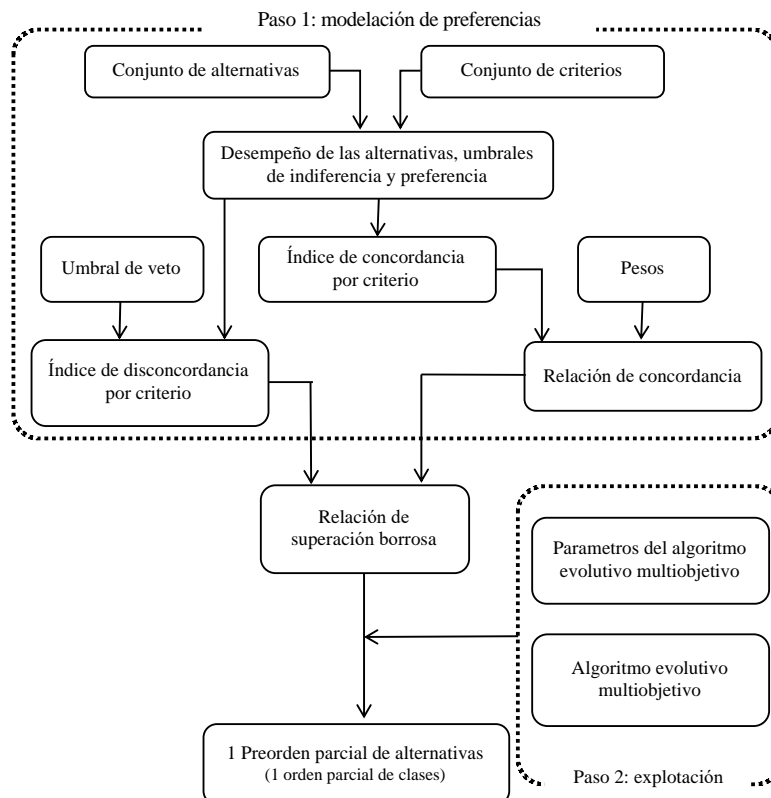 Paso 1: modelación de preferencias
Conjunto de alternativas
Conjunto de criterios
Desempeño de las alternativas, umbrales
de indiferencia y preferencia
Umbral de veto
Índice de concordancia
por criterio
Pesos
Índice de disconcordancia
por criterio
Relación de concordancia
Relación de
superación borrosa
Parametros del algoritmo
evolutivo multiobjetivo
Algoritmo evolutivo
multiobjetivo
1 Preorden parcial de alternativas
(1 orden parcial de clases)
Paso 2: explotación